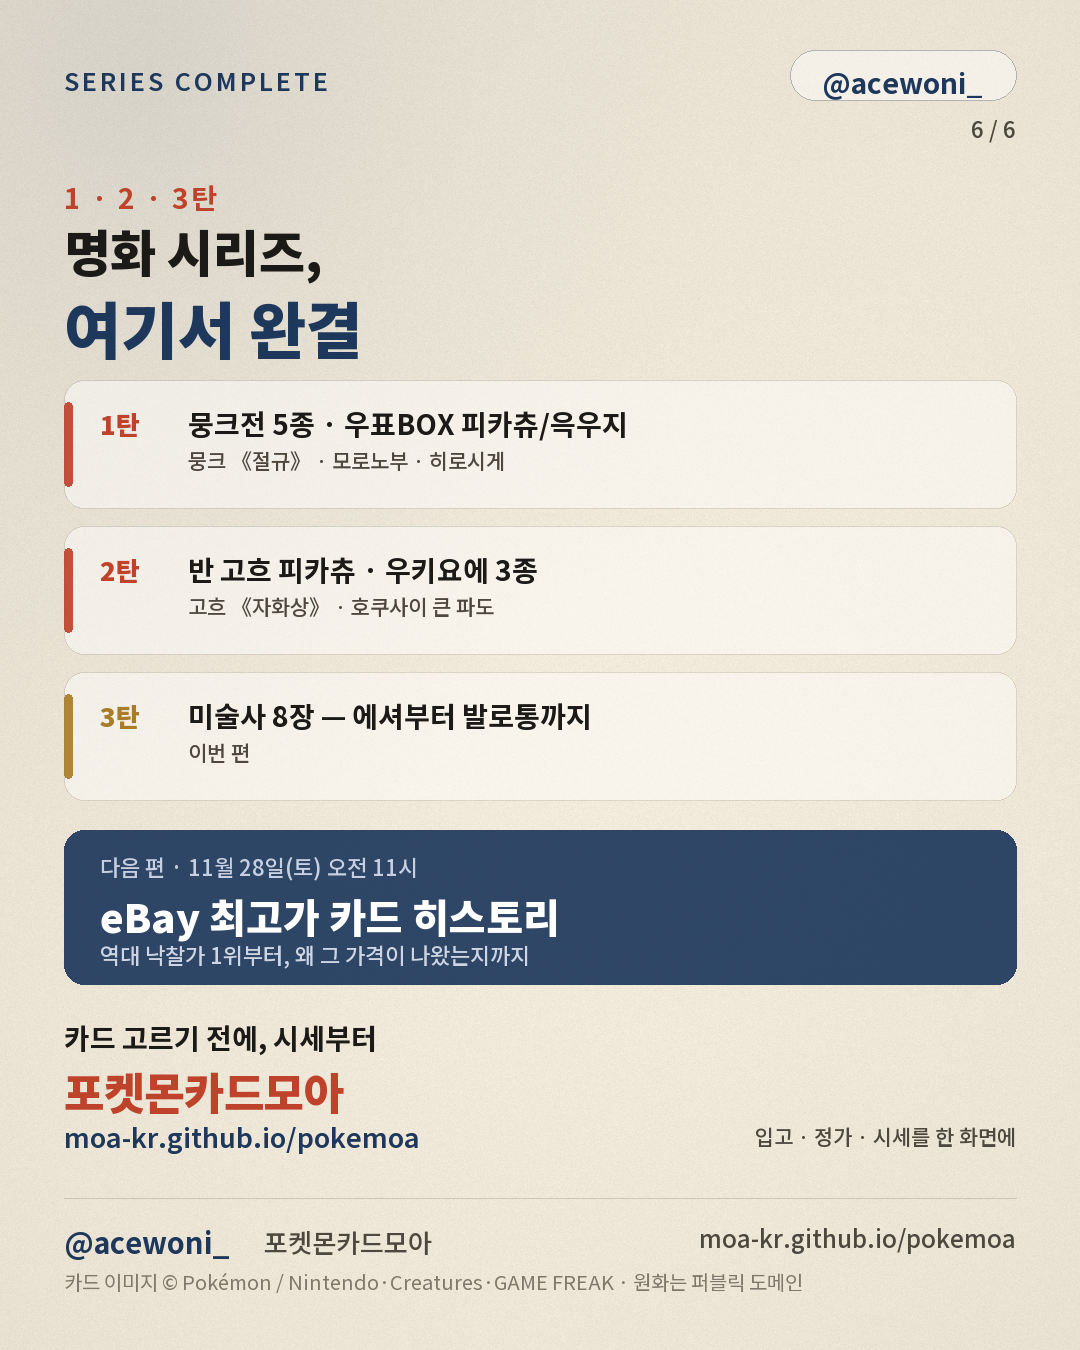 SERIES COMPLETE
@acewoni_
6 / 6
1 · 2 · 3탄
명화 시리즈,
여기서 완결
1탄
뭉크전 5종 · 우표BOX 피카츄/윽우지
뭉크 《절규》 · 모로노부 · 히로시게
2탄
반 고흐 피카츄 · 우키요에 3종
고흐 《자화상》 · 호쿠사이 큰 파도
3탄
미술사 8장 — 에셔부터 발로통까지
이번 편
다음 편 · 11월 28일(토) 오전 11시
eBay 최고가 카드 히스토리
역대 낙찰가 1위부터, 왜 그 가격이 나왔는지까지
카드 고르기 전에, 시세부터
포켓몬카드모아
moa-kr.github.io/pokemoa
입고 · 정가 · 시세를 한 화면에
@acewoni_ 포켓몬카드모아
moa-kr.github.io/pokemoa
카드 이미지 © Pokémon / Nintendo·Creatures·GAME FREAK · 원화는 퍼블릭 도메인